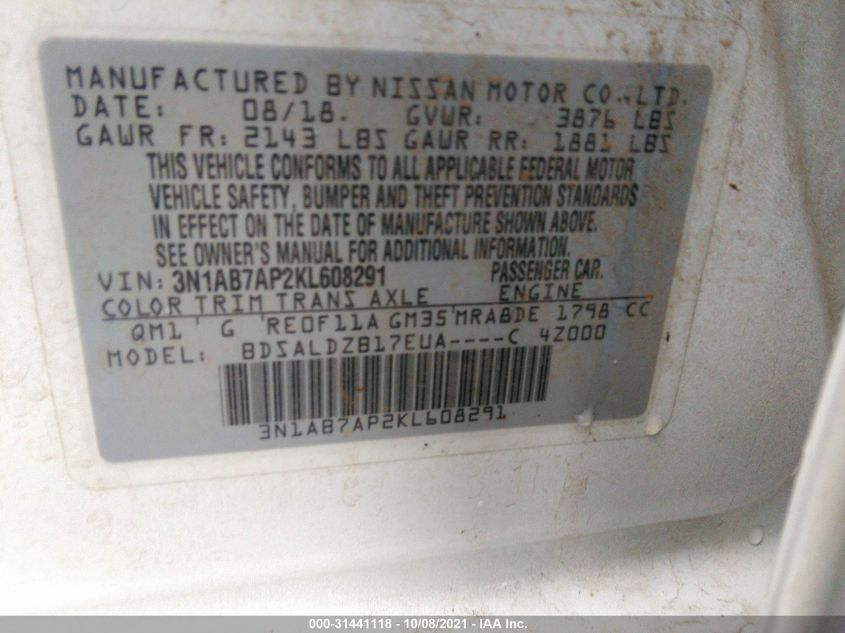 MANUFACTURED BY NISSAN MOTOR CO.,LTD.
DATE: 08/18. GVWR: 3876 LBS
GAWR FR: 2143 LBS GAWR RR: 1881 LBS
THIS VEHICLE CONFORMS TO ALL APPLICABLE FEDERAL MOTOR
VEHICLE SAFETY, BUMPER AND THEFT PREVENTION STANDARDS
IN EFFECT ON THE DATE OF MANUFACTURE SHOWN ABOVE.
SEE OWNER'S MANUAL FOR ADDITIONAL INFORMATION.
VIN: 3N1AB7AP2KL608291 PASSENGER CAR.
COLOR TRIM TRANS AXLE ENGINE
QM1 G RE0F11A GM35 MRA8DE 1798 CC
MODEL: BDSALDZB17EUA----C 4Z000
3N1AB7AP2KL608291
000-31441118 - 10/08/2021 - IAA Inc.